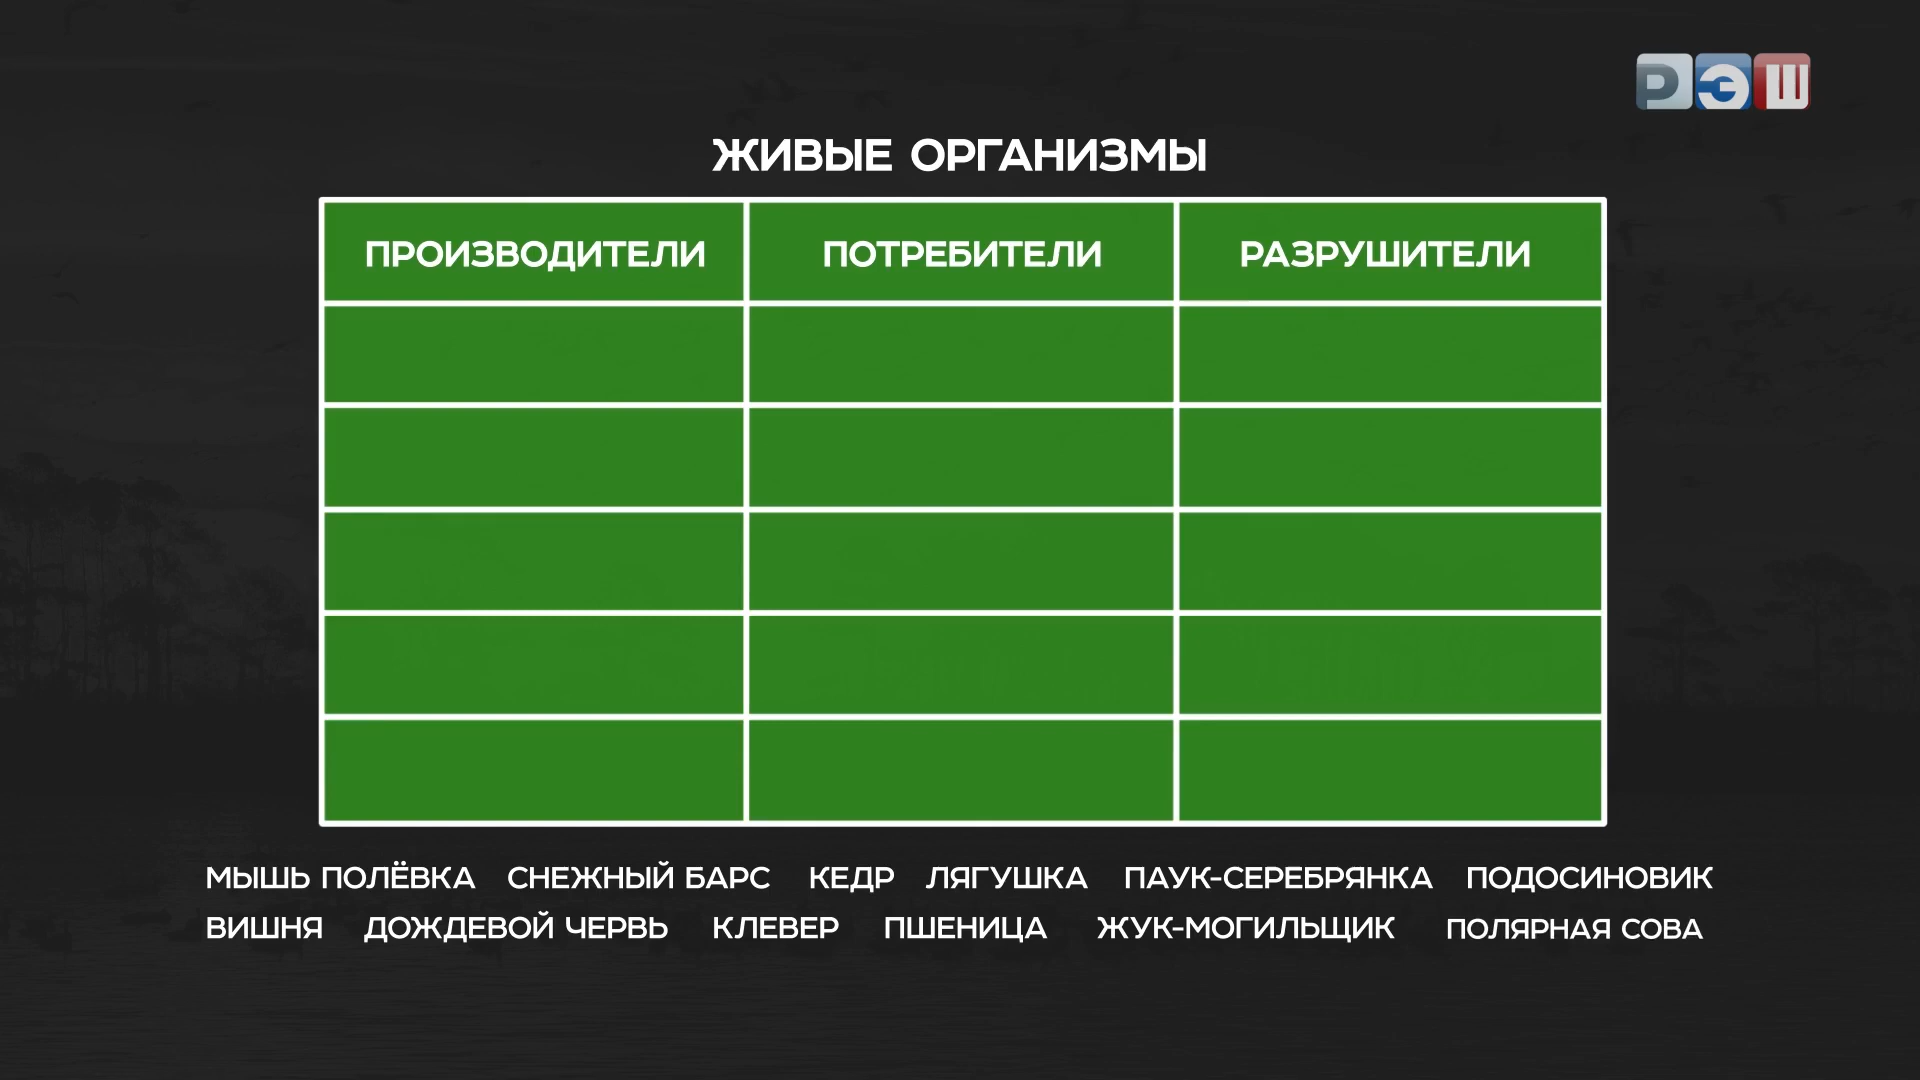 РЭШ
ЖИВЫЕ ОРГАНИЗМЫ
ПРОИЗВОДИТЕЛИ ПОТРЕБИТЕЛИ РАЗРУШИТЕЛИ
МЫШЬ ПОЛЁВКА СНЕЖНЫЙ БАРС КЕДР ЛЯГУШКА ПАУК-СЕРЕБРЯНКА ПОДОСИНОВИК
ВИШНЯ ДОЖДЕВОЙ ЧЕРВЬ КЛЕВЕР ПШЕНИЦА ЖУК-МОГИЛЬЩИК ПОЛЯРНАЯ СОВА